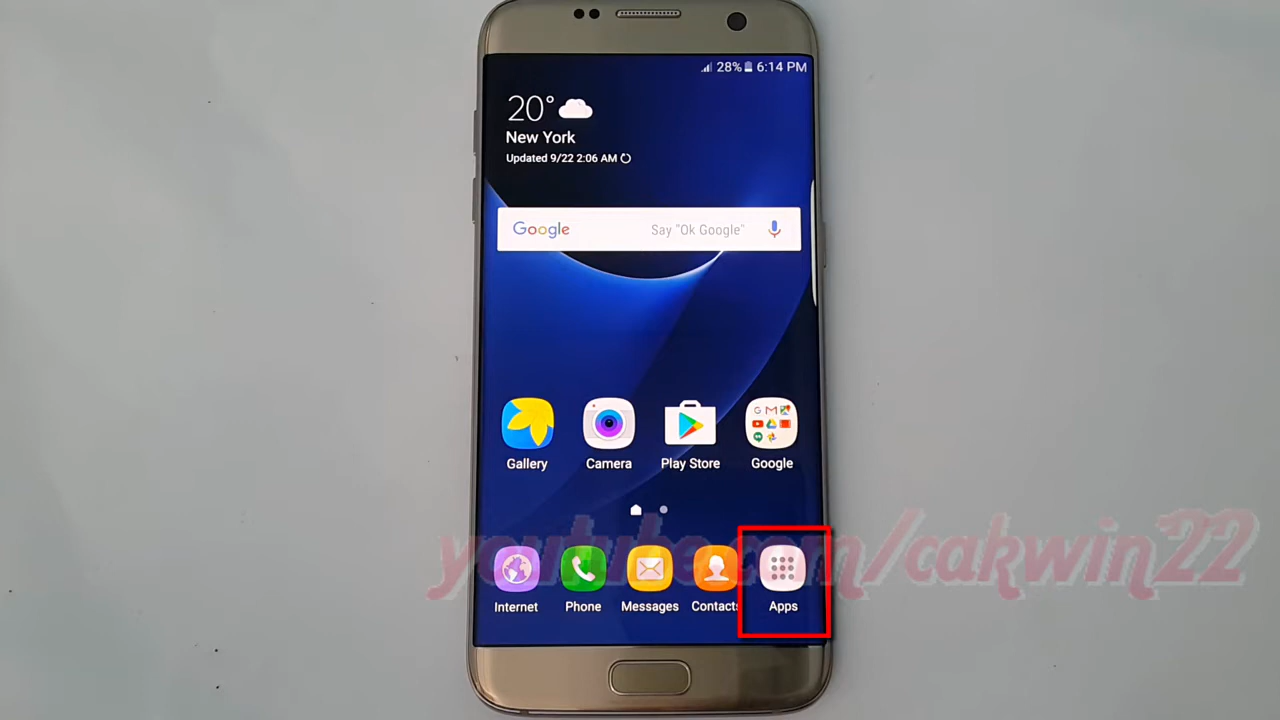 28% 6:14 PM
20°
New York
Updated 9/22 2:06 AM
Google Say "Ok Google"
Gallery Camera Play Store Google
youtube.com/cakwin22
Internet Phone Messages Contacts Apps